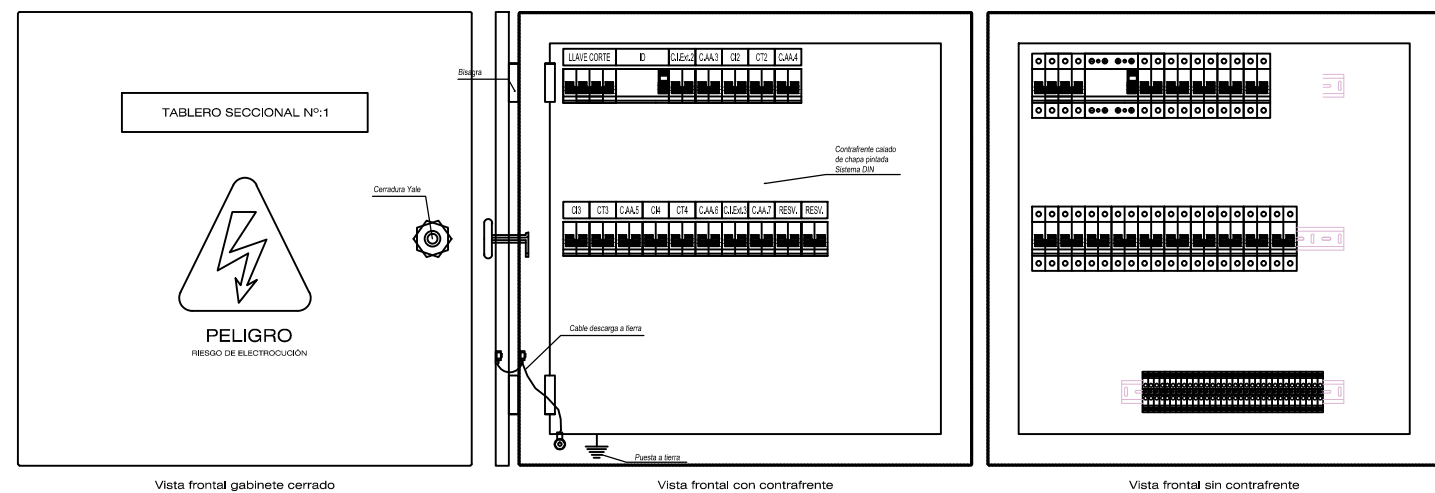 TABLERO SECCIONAL Nº:1
PELIGRO
RIESGO DE ELECTROCUCIÓN
Cerradura Yale
Vista frontal gabinete cerrado
Bisagra
LLAVE CORTE ID C.I.Ext.2 C.AA.3 CI2 CT2 C.AA.4
Contrafrente calado
de chapa pintada
Sistema DIN
CI3 CT3 C.AA.5 CI4 CT4 C.AA.6 C.I.Ext.3 C.AA.7 RESV. RESV.
Cable descarga a tierra
Puesta a tierra
Vista frontal con contrafrente
Vista frontal sin contrafrente